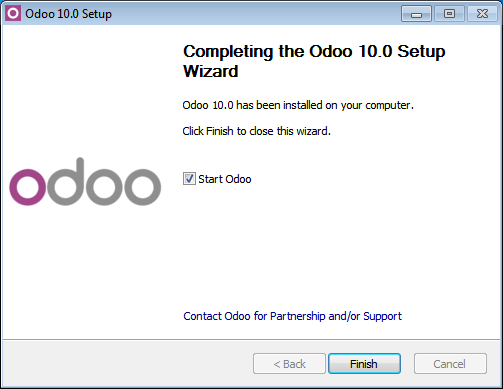 Odoo 10.0 Setup
Completing the Odoo 10.0 Setup
Wizard
Odoo 10.0 has been installed on your computer.
Click Finish to close this wizard.
odoo
Start Odoo
Contact Odoo for Partnership and/or Support
< Back
Finish
Cancel